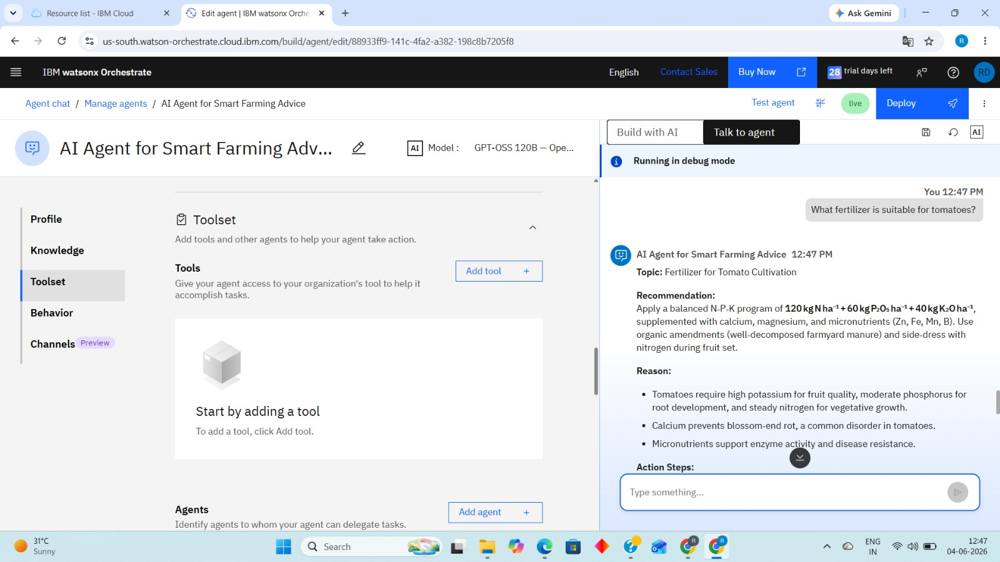 Resource list - IBM Cloud
Edit agent | IBM watsonx Orche
Ask Gemini
us-south.watson-orchestrate.cloud.ibm.com/build/agent/edit/88933ff9-141c-4fa2-a382-198c8b7205f8
R
IBM watsonx Orchestrate
English
Contact Sales
Buy Now
28 trial days left
RD
Agent chat / Manage agents / AI Agent for Smart Farming Advice
Test agent
live
Deploy
AI Agent for Smart Farming Adv...
AI Model :
GPT-OSS 120B — Ope...
Build with AI
Talk to agent
AI
Running in debug mode
Profile
Knowledge
Toolset
Behavior
Channels Preview
Toolset
Add tools and other agents to help your agent take action.
Tools
Give your agent access to your organization's tool to help it
accomplish tasks.
Add tool +
Start by adding a tool
To add a tool, click Add tool.
Agents
Identify agents to whom your agent can delegate tasks.
Add agent +
You 12:47 PM
What fertilizer is suitable for tomatoes?
AI Agent for Smart Farming Advice 12:47 PM
Topic: Fertilizer for Tomato Cultivation
Recommendation:
Apply a balanced N-P-K program of 120 kg N ha⁻¹ + 60 kg P₂O₅ ha⁻¹ + 40 kg K₂O ha⁻¹,
supplemented with calcium, magnesium, and micronutrients (Zn, Fe, Mn, B). Use
organic amendments (well-decomposed farmyard manure) and side-dress with
nitrogen during fruit set.
Reason:
• Tomatoes require high potassium for fruit quality, moderate phosphorus for
root development, and steady nitrogen for vegetative growth.
• Calcium prevents blossom-end rot, a common disorder in tomatoes.
• Micronutrients support enzyme activity and disease resistance.
Action Steps:
Type something...
31°C
Sunny
Search
R
R
ENG
IN
12:47
04-06-2026